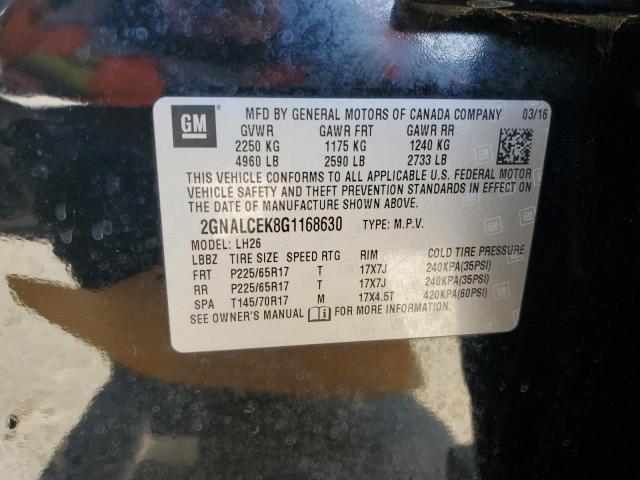 GM
MFD BY GENERAL MOTORS OF CANADA COMPANY 03/16
GVWR GAWR FRT GAWR RR
2250 KG 1175 KG 1240 KG
4960 LB 2590 LB 2733 LB
THIS VEHICLE CONFORMS TO ALL APPLICABLE U.S. FEDERAL MOTOR
VEHICLE SAFETY AND THEFT PREVENTION STANDARDS IN EFFECT ON
THE DATE OF MANUFACTURE SHOWN ABOVE.
2GNALCEK8G1168630 TYPE: M.P.V.
MODEL: LH26
LBBZ TIRE SIZE SPEED RTG RIM COLD TIRE PRESSURE
FRT P225/65R17 T 17X7J 240KPA(35PSI)
RR P225/65R17 T 17X7J 240KPA(35PSI)
SPA T145/70R17 M 17X4.5T 420KPA(60PSI)
SEE OWNER'S MANUAL FOR MORE INFORMATION.